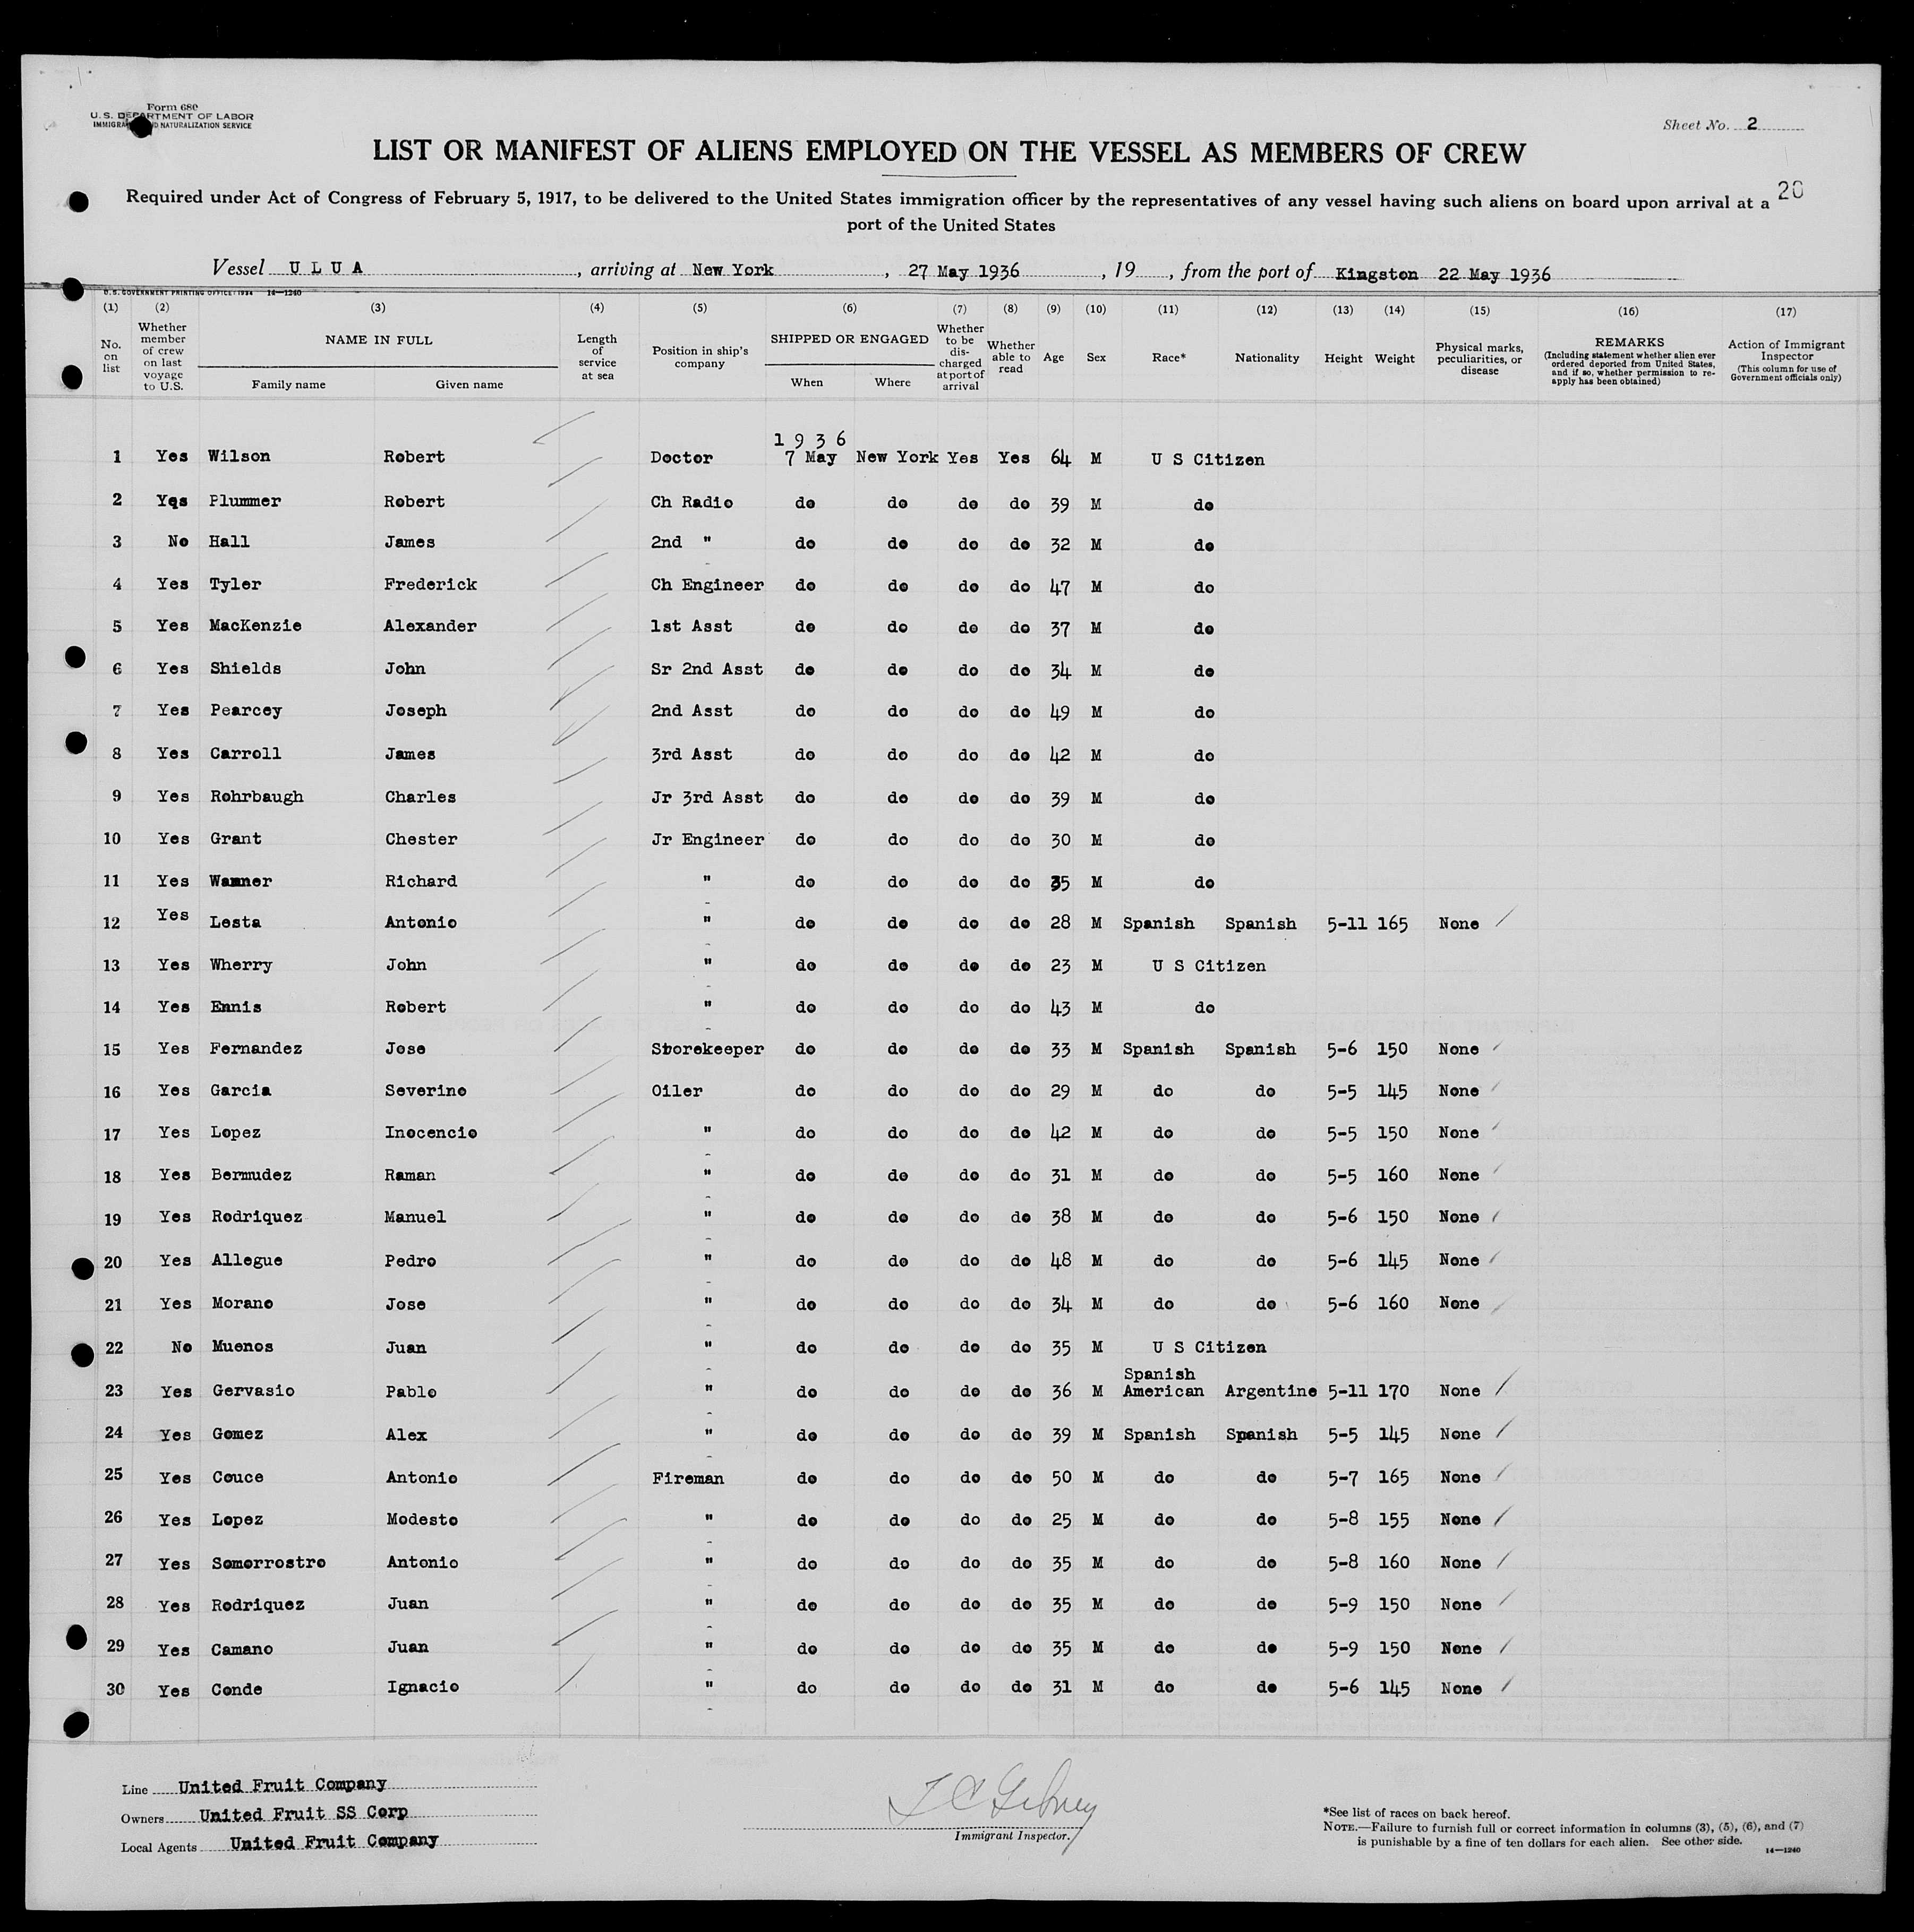 Form 680
U. S. DEPARTMENT OF LABOR
IMMIGRATION AND NATURALIZATION SERVICE
Sheet No. 2
LIST OR MANIFEST OF ALIENS EMPLOYED ON THE VESSEL AS MEMBERS OF CREW
20
Required under Act of Congress of February 5, 1917, to be delivered to the United States immigration officer by the representatives of any vessel having such aliens on board upon arrival at a
port of the United States
Vessel U L U A, arriving at New York, 27 May 1936, 19, from the port of Kingston 22 May 1936
U. S. GOVERNMENT PRINTING OFFICE: 1934 14—1240
(1) (2) (3) (4) (5) (6) (7) (8) (9) (10) (11) (12) (13) (14) (15) (16) (17)
No. on list
Whether member of crew on last voyage to U.S.
NAME IN FULL
Family name Given name
Length of service at sea
Position in ship's company
SHIPPED OR ENGAGED
When Where
Whether to be discharged at port of arrival
Whether able to read
Age
Sex
Race*
Nationality
Height
Weight
Physical marks, peculiarities, or disease
REMARKS
(Including statement whether alien ever ordered deported from United States, and if so, whether permission to reapply has been obtained)
Action of Immigrant Inspector
(This column for use of Government officials only)
1 9 3 6
1 Yes Wilson Robert Doctor 7 May New York Yes Yes 64 M U S Citizen
2 Yes Plummer Robert Ch Radio do do do do 39 M do
3 No Hall James 2nd " do do do do 32 M do
4 Yes Tyler Frederick Ch Engineer do do do do 47 M do
5 Yes MacKenzie Alexander 1st Asst do do do do 37 M do
6 Yes Shields John Sr 2nd Asst do do do do 34 M do
7 Yes Pearcey Joseph 2nd Asst do do do do 49 M do
8 Yes Carroll James 3rd Asst do do do do 42 M do
9 Yes Rohrbaugh Charles Jr 3rd Asst do do do do 39 M do
10 Yes Grant Chester Jr Engineer do do do do 30 M do
11 Yes Wanner Richard " do do do do 35 M do
12 Yes Lesta Antonio " do do do do 28 M Spanish Spanish 5-11 165 None
13 Yes Wherry John " do do do do 23 M U S Citizen
14 Yes Ennis Robert " do do do do 43 M do
15 Yes Fernandez Jose Storekeeper do do do do 33 M Spanish Spanish 5-6 150 None
16 Yes Garcia Severino Oiler do do do do 29 M do do 5-5 145 None
17 Yes Lopez Inocencio " do do do do 42 M do do 5-5 150 None
18 Yes Bermudez Raman " do do do do 31 M do do 5-5 160 None
19 Yes Rodriquez Manuel " do do do do 38 M do do 5-6 150 None
20 Yes Allegue Pedro " do do do do 48 M do do 5-6 145 None
21 Yes Morano Jose " do do do do 34 M do do 5-6 160 None
22 No Muenos Juan " do do do do 35 M U S Citizen
23 Yes Gervasio Pablo " do do do do 36 M Spanish American Argentine 5-11 170 None
24 Yes Gomez Alex " do do do do 39 M Spanish Spanish 5-5 145 None
25 Yes Couce Antonio Fireman do do do do 50 M do do 5-7 165 None
26 Yes Lopez Modesto " do do do do 25 M do do 5-8 155 None
27 Yes Somorrostro Antonio " do do do do 35 M do do 5-8 160 None
28 Yes Rodriquez Juan " do do do do 35 M do do 5-9 150 None
29 Yes Camano Juan " do do do do 35 M do do 5-9 150 None
30 Yes Conde Ignacio " do do do do 31 M do do 5-6 145 None
Line United Fruit Company
Owners United Fruit SS Corp
Local Agents United Fruit Company
Immigrant Inspector.
*See list of races on back hereof.
NOTE.—Failure to furnish full or correct information in columns (3), (5), (6), and (7)
is punishable by a fine of ten dollars for each alien. See other side.
14—1240